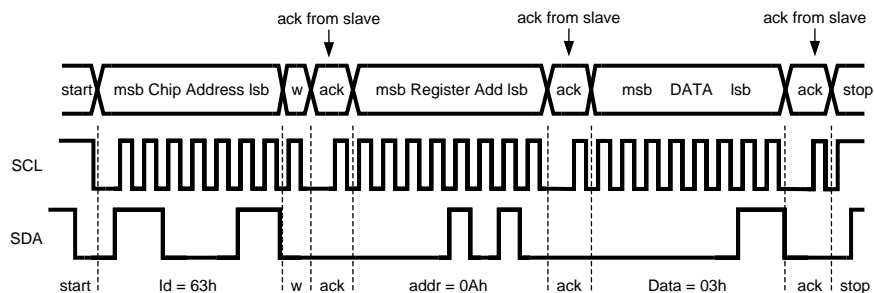 ack from slave ack from slave ack from slave
start msb Chip Address lsb w ack msb Register Add lsb ack msb DATA lsb ack stop
SCL
SDA
start Id = 63h w ack addr = 0Ah ack Data = 03h ack stop